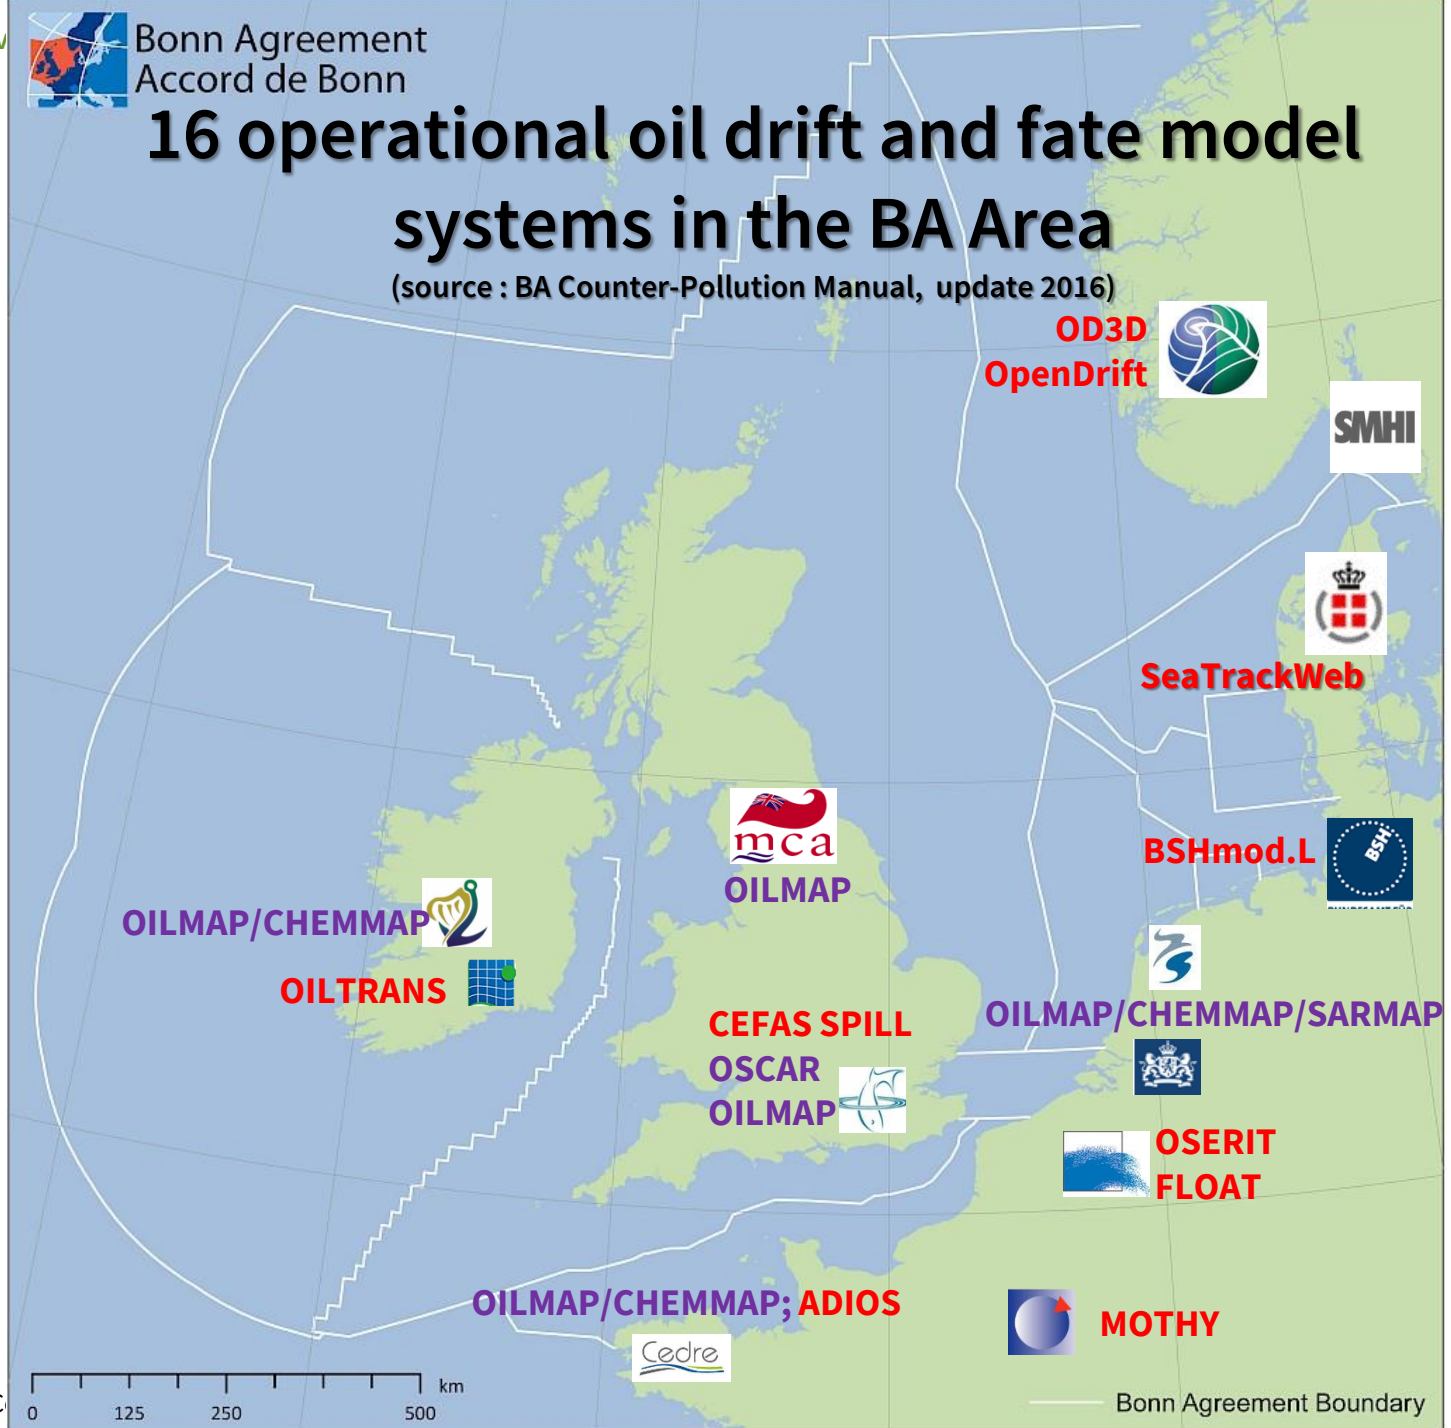 Bonn Agreement
Accord de Bonn
16 operational oil drift and fate model
systems in the BA Area
(source : BA Counter-Pollution Manual, update 2016)
OD3D
OpenDrift
SMHI
SeaTrackWeb
mca
OILMAP
BSHmod.L
BSH
OILMAP/CHEMMAP
OILTRANS
CEFAS SPILL
OSCAR
OILMAP
OILMAP/CHEMMAP/SARMAP
OSERIT
FLOAT
OILMAP/CHEMMAP; ADIOS
Cedre
MOTHY
km
0 125 250 500
Bonn Agreement Boundary